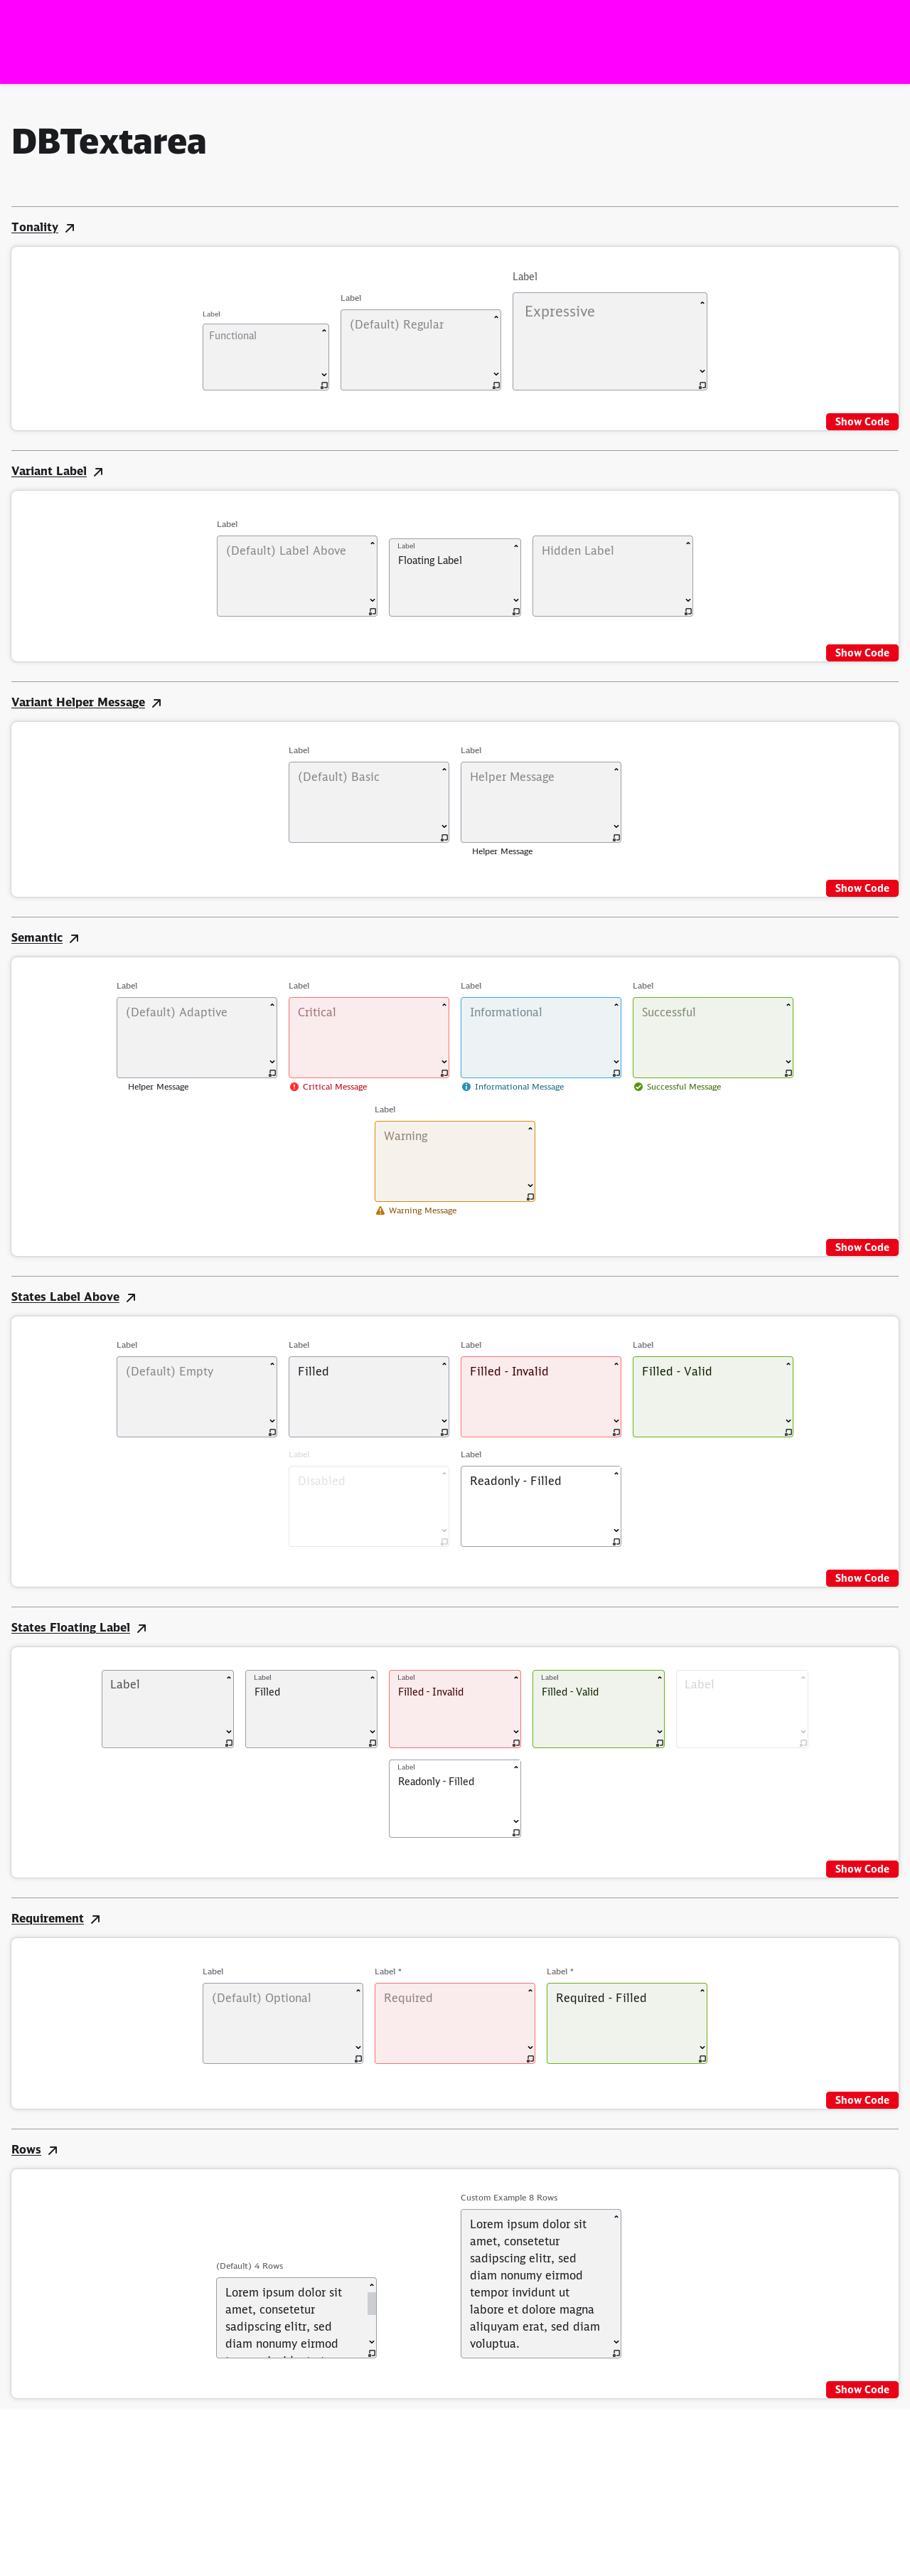 DBTextarea
Tonality
Label
Label
Label
Functional
(Default) Regular
Expressive
Show Code
Variant Label
Label
(Default) Label Above
Label
Floating Label
Hidden Label
Show Code
Variant Helper Message
Label
Label
(Default) Basic
Helper Message
Helper Message
Show Code
Semantic
Label
Label
Label
Label
(Default) Adaptive
Critical
Informational
Successful
Helper Message
Critical Message
Informational Message
Successful Message
Label
Warning
Warning Message
Show Code
States Label Above
Label
Label
Label
Label
(Default) Empty
Filled
Filled - Invalid
Filled - Valid
Label
Label
Disabled
Readonly - Filled
Show Code
States Floating Label
Label
Label
Filled
Label
Filled - Invalid
Label
Filled - Valid
Label
Label
Readonly - Filled
Show Code
Requirement
Label
Label *
Label *
(Default) Optional
Required
Required - Filled
Show Code
Rows
(Default) 4 Rows
Lorem ipsum dolor sit
amet, consetetur
sadipscing elitr, sed
diam nonumy eirmod
Custom Example 8 Rows
Lorem ipsum dolor sit
amet, consetetur
sadipscing elitr, sed
diam nonumy eirmod
tempor invidunt ut
labore et dolore magna
aliquyam erat, sed diam
voluptua.
Show Code